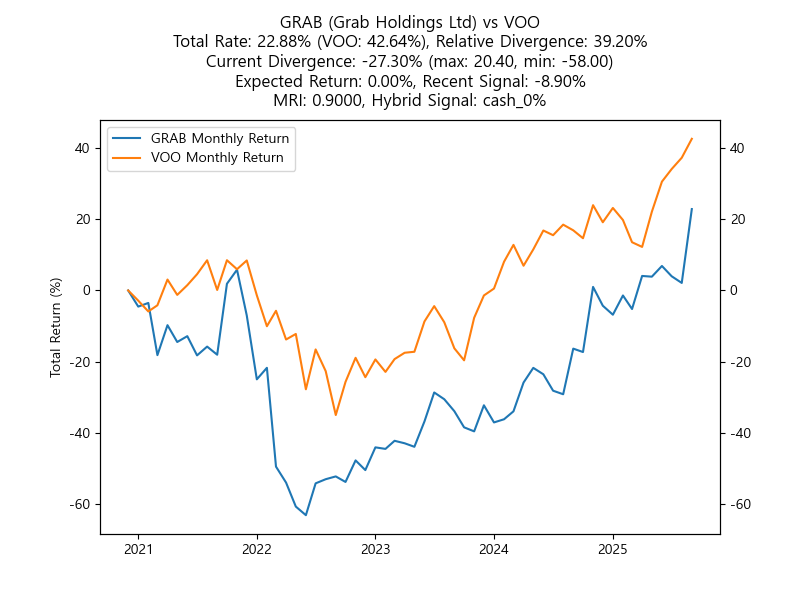 GRAB (Grab Holdings Ltd) vs VOO
Total Rate: 22.88% (VOO: 42.64%), Relative Divergence: 39.20%
Current Divergence: -27.30% (max: 20.40, min: -58.00)
Expected Return: 0.00%, Recent Signal: -8.90%
MRI: 0.9000, Hybrid Signal: cash_0%
GRAB Monthly Return
VOO Monthly Return
Total Return (%)
40
20
0
-20
-40
-60
40
20
0
-20
-40
-60
2021
2022
2023
2024
2025